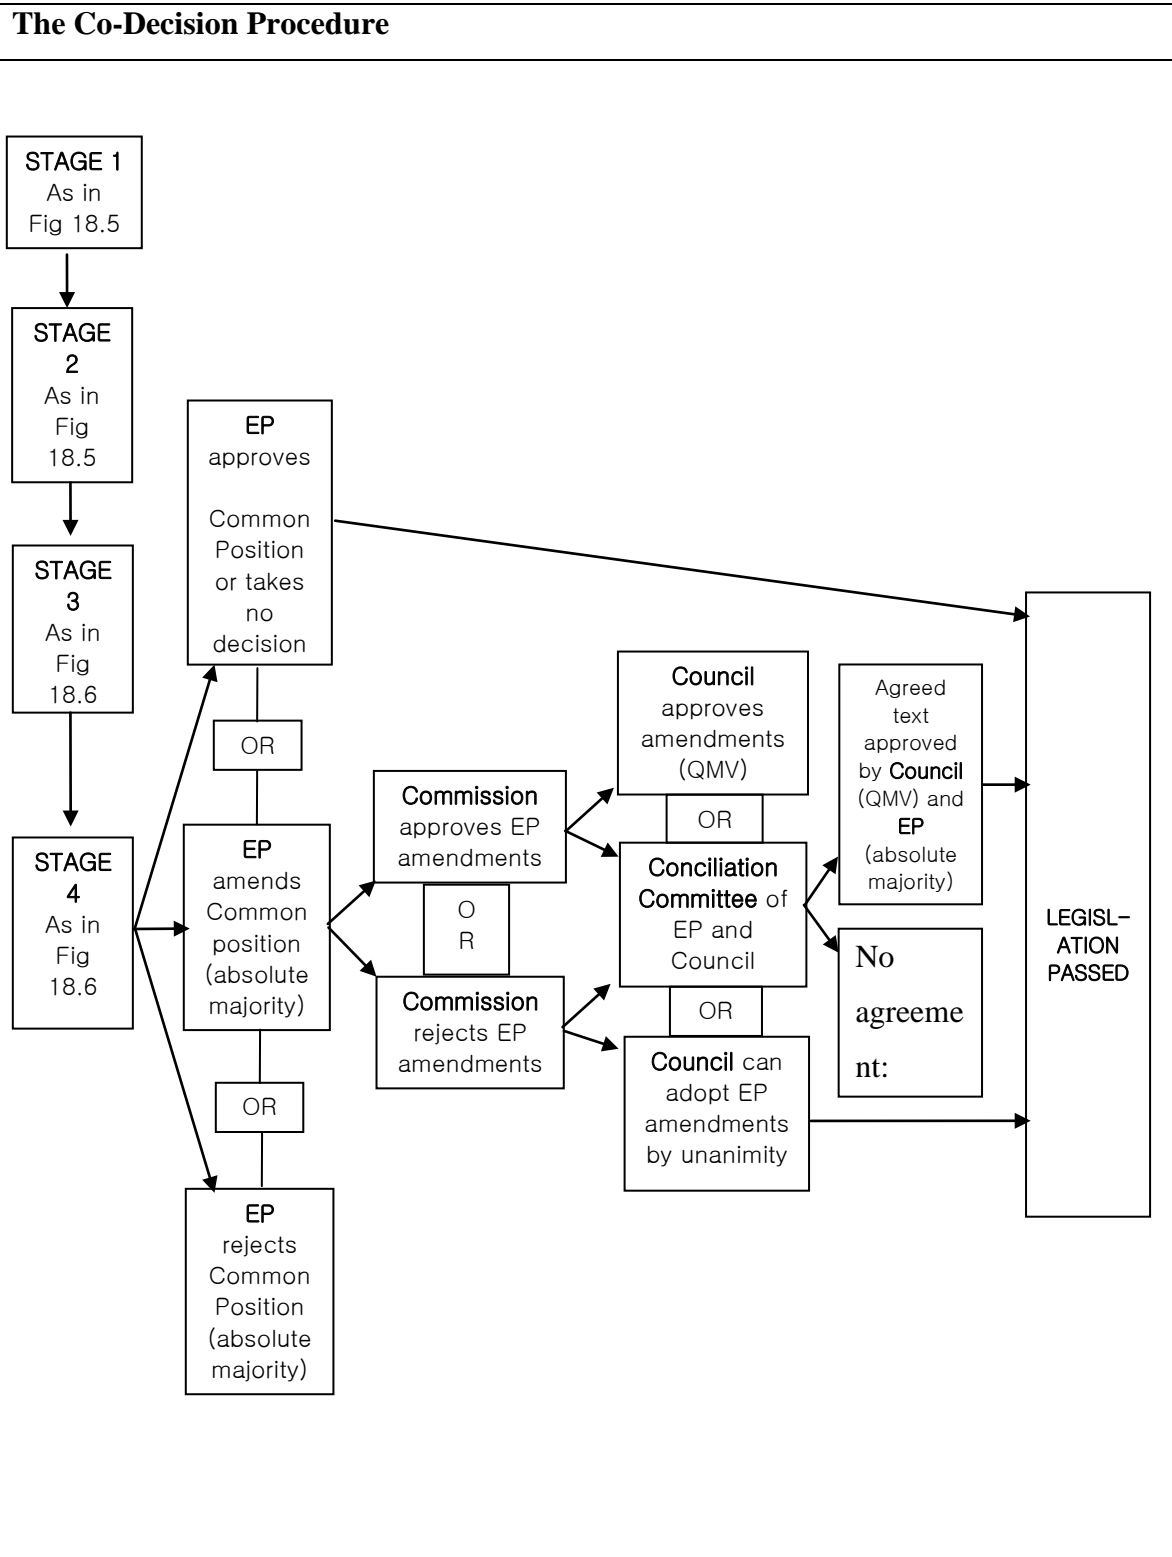 The Co-Decision Procedure
STAGE 1
As in
Fig 18.5
STAGE
2
As in
Fig
18.5
STAGE
3
As in
Fig
18.6
STAGE
4
As in
Fig
18.6
EP
approves
Common
Position
or takes
no
decision
OR
EP
amends
Common
position
(absolute
majority)
OR
EP
rejects
Common
Position
(absolute
majority)
Commission
approves EP
amendments
O
R
Commission
rejects EP
amendments
Council
approves
amendments
(QMV)
OR
Conciliation
Committee of
EP and
Council
OR
Council can
adopt EP
amendments
by unanimity
Agreed
text
approved
by Council
(QMV) and
EP
(absolute
majority)
No
agreeme
nt:
LEGISL-
ATION
PASSED